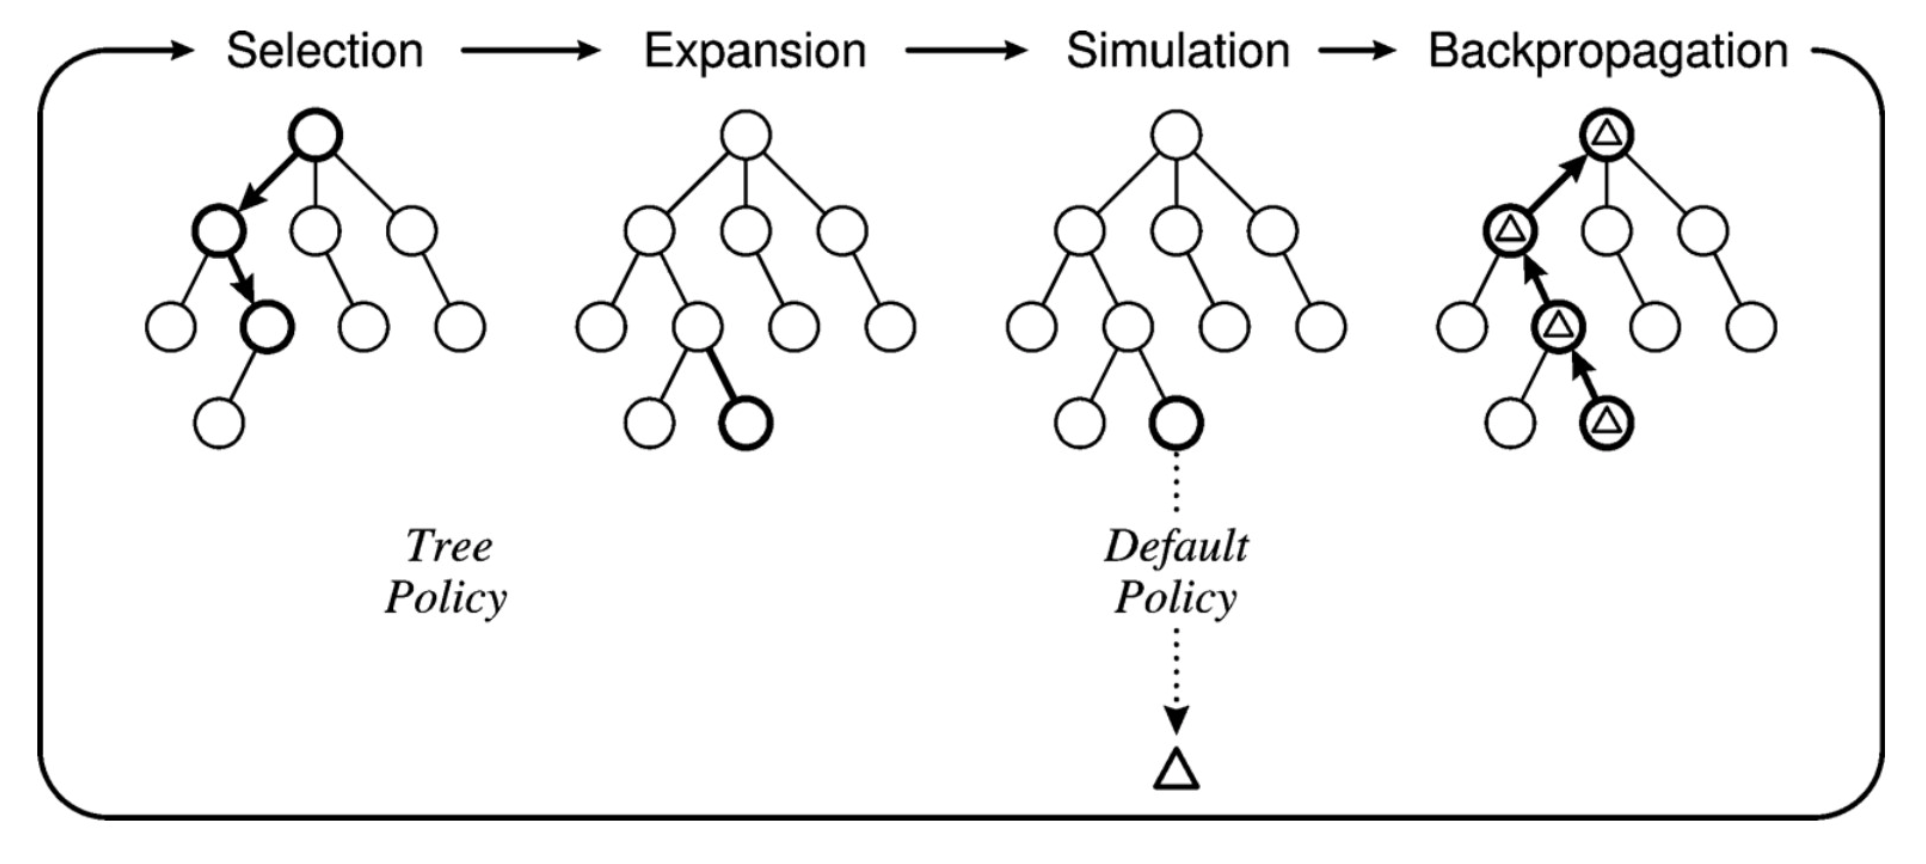 Selection Expansion Simulation Backpropagation
Tree
Policy
Default
Policy